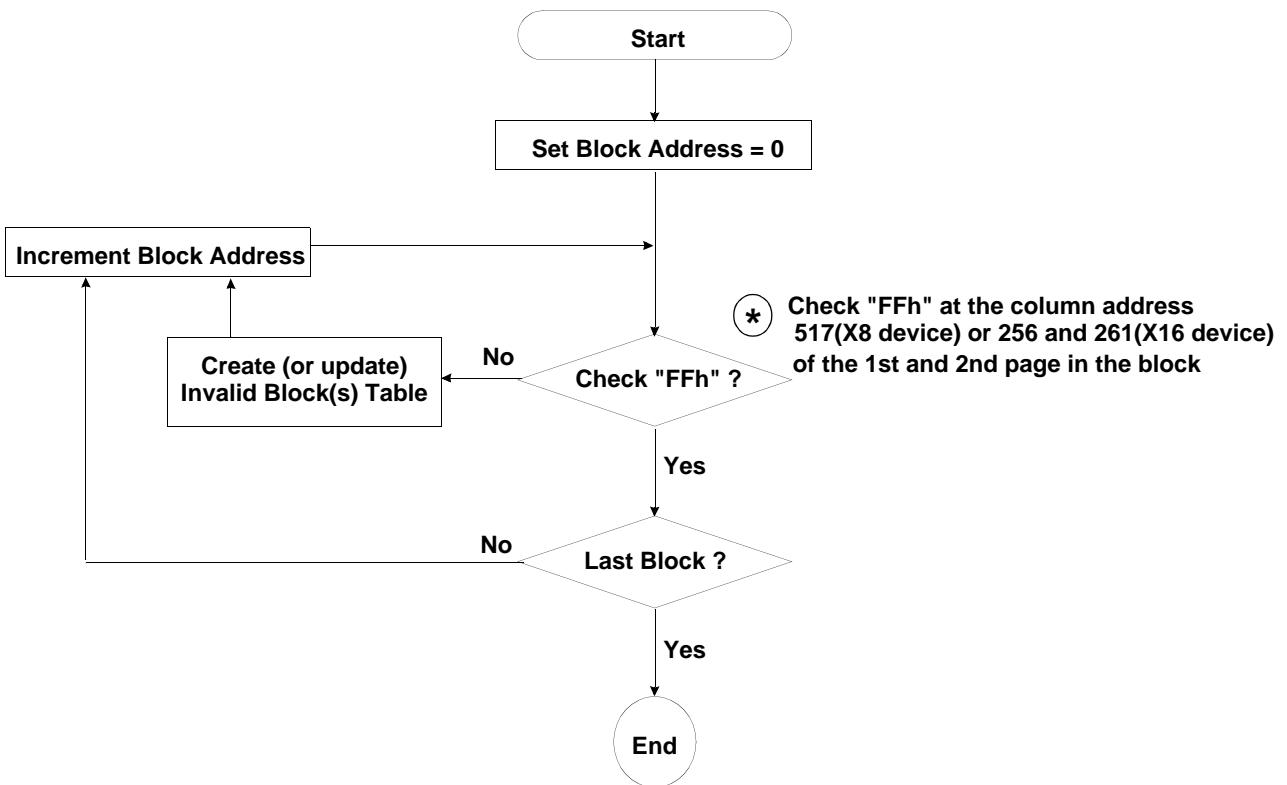 Start
Set Block Address = 0
Increment Block Address
*
Check "FFh" at the column address
517(X8 device) or 256 and 261(X16 device)
of the 1st and 2nd page in the block
No
Create (or update)
Invalid Block(s) Table
Check "FFh" ?
Yes
No
Last Block ?
Yes
End